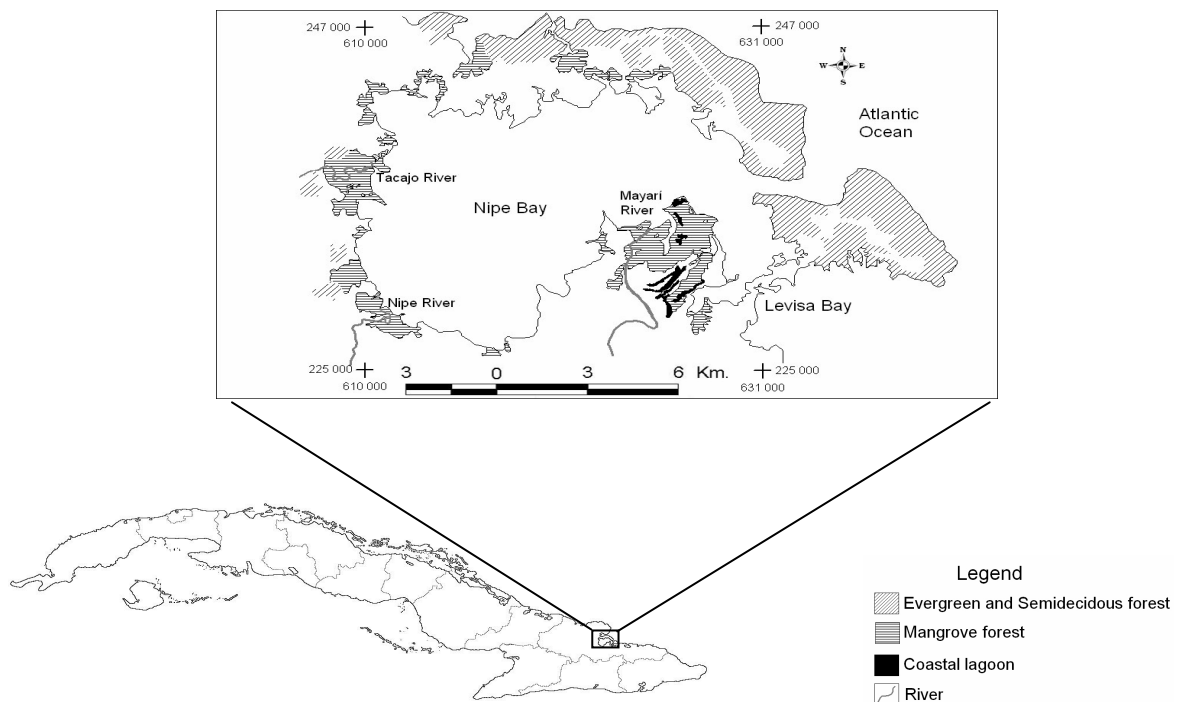 247 000
610 000
247 000
631 000
N
W E
S
Atlantic
Ocean
Tacajo River
Nipe Bay
Mayari
River
Nipe River
Levisa Bay
225 000
610 000
3 0 3 6 Km.
225 000
631 000
Legend
Evergreen and Semidecidous forest
Mangrove forest
Coastal lagoon
River